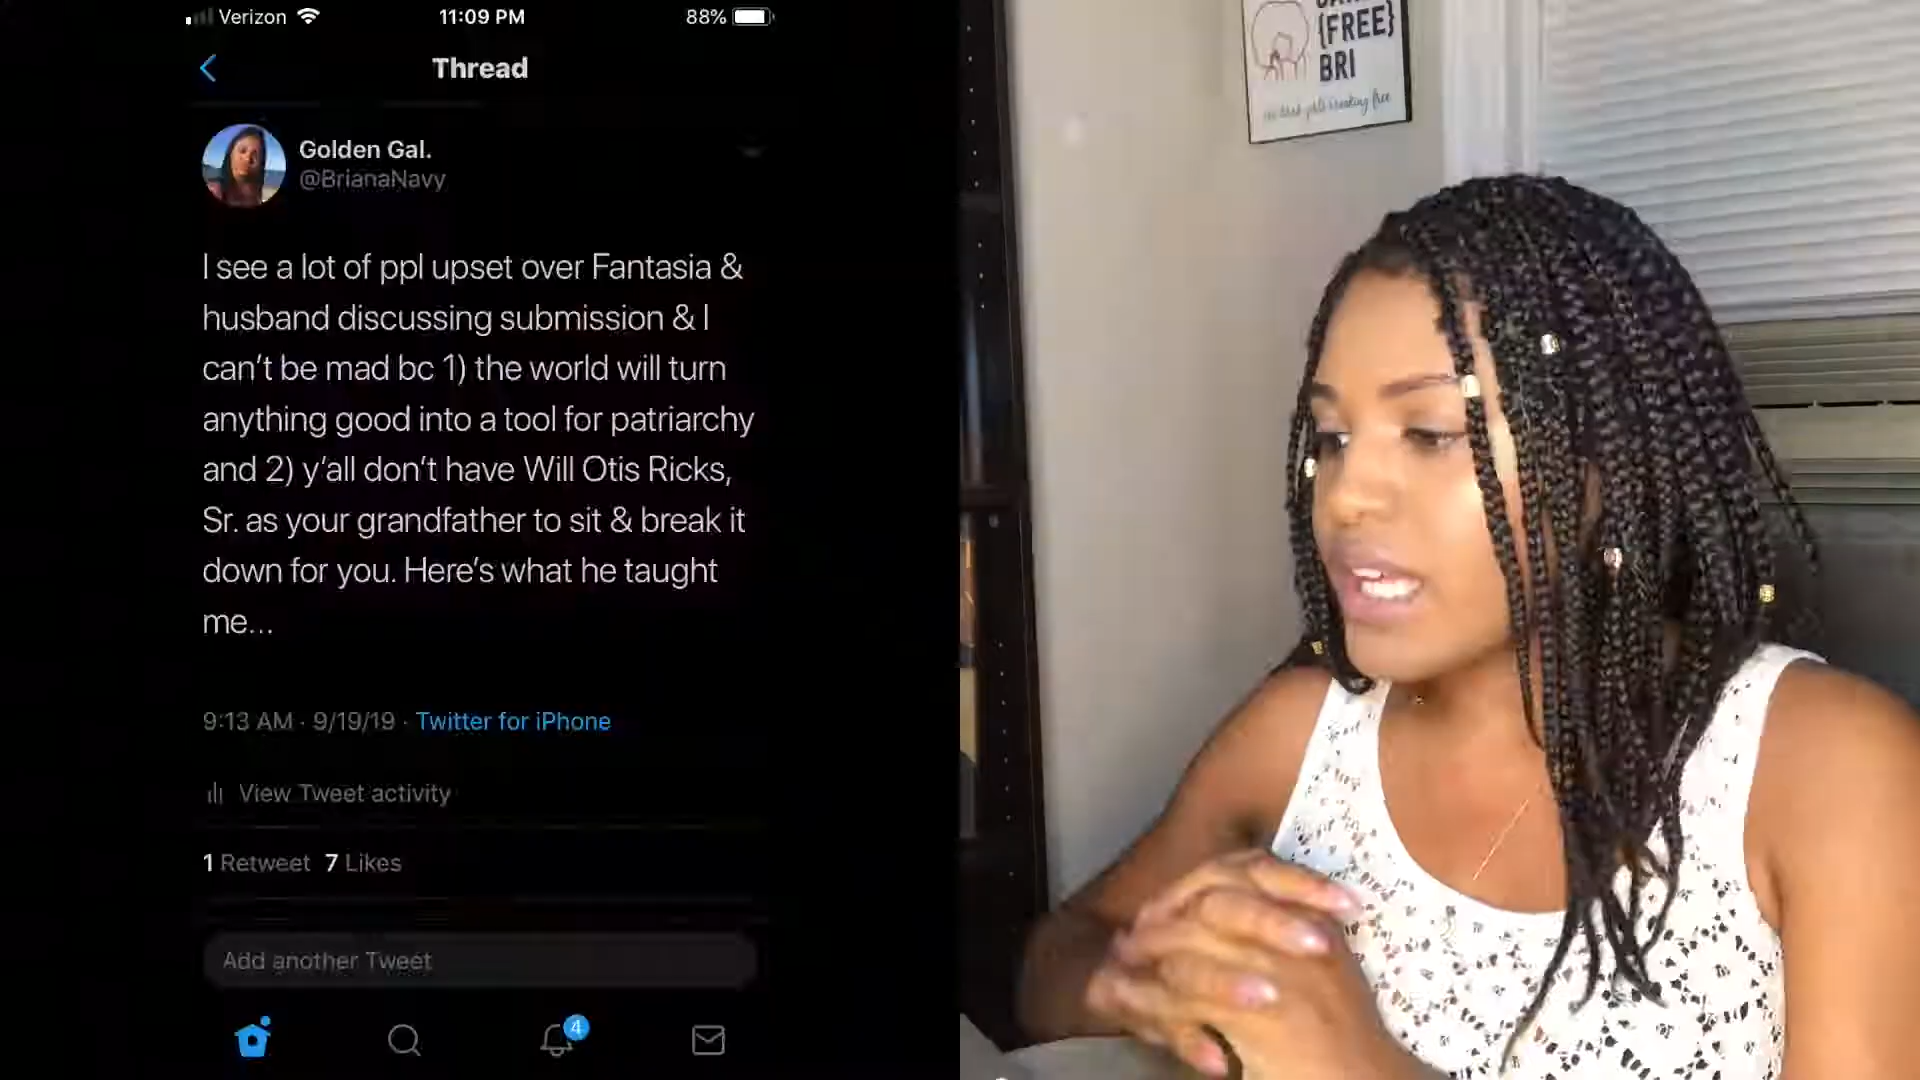 Verizon 11:09 PM 88%
Thread
Golden Gal.
@BrianaNavy
I see a lot of ppl upset over Fantasia &
husband discussing submission & I
can't be mad bc 1) the world will turn
anything good into a tool for patriarchy
and 2) y'all don't have Will Otis Ricks,
Sr. as your grandfather to sit & break it
down for you. Here's what he taught
me...
9:13 AM · 9/19/19 · Twitter for iPhone
View Tweet activity
1 Retweet 7 Likes
Add another Tweet
4
{FREE}
BRI
free